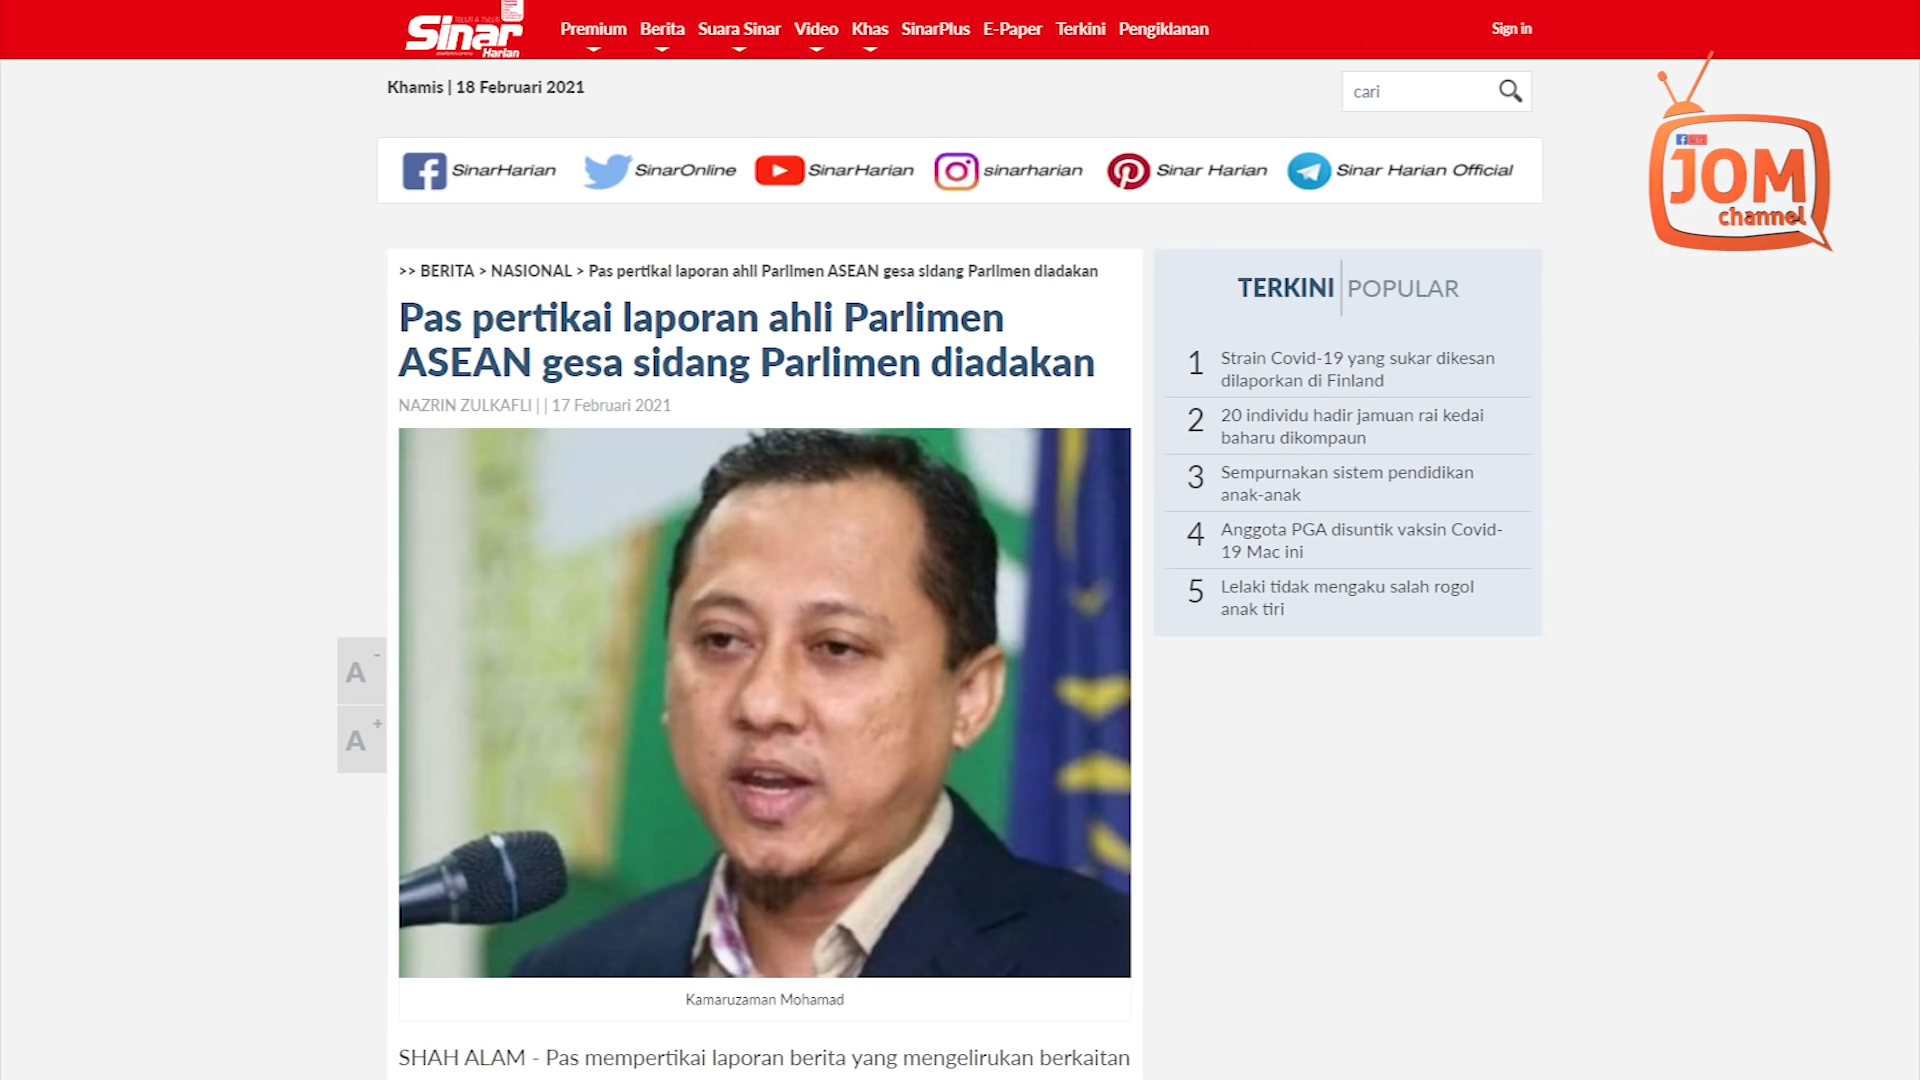 Sinar
Harian
Premium Berita Suara Sinar Video Khas SinarPlus E-Paper Terkini Pengiklanan
Sign in
Khamis | 18 Februari 2021
cari
SinarHarian SinarOnline SinarHarian sinarharian Sinar Harian Sinar Harian Official
JOM
channel
>> BERITA > NASIONAL > Pas pertikai laporan ahli Parlimen ASEAN gesa sidang Parlimen diadakan
Pas pertikai laporan ahli Parlimen
ASEAN gesa sidang Parlimen diadakan
NAZRIN ZULKAFLI | | 17 Februari 2021
A -
A +
Kamaruzaman Mohamad
SHAH ALAM - Pas mempertikai laporan berita yang mengelirukan berkaitan
TERKINI POPULAR
1 Strain Covid-19 yang sukar dikesan
dilaporkan di Finland
2 20 individu hadir jamuan rai kedai
baharu dikompaun
3 Sempurnakan sistem pendidikan
anak-anak
4 Anggota PGA disuntik vaksin Covid-
19 Mac ini
5 Lelaki tidak mengaku salah rogol
anak tiri